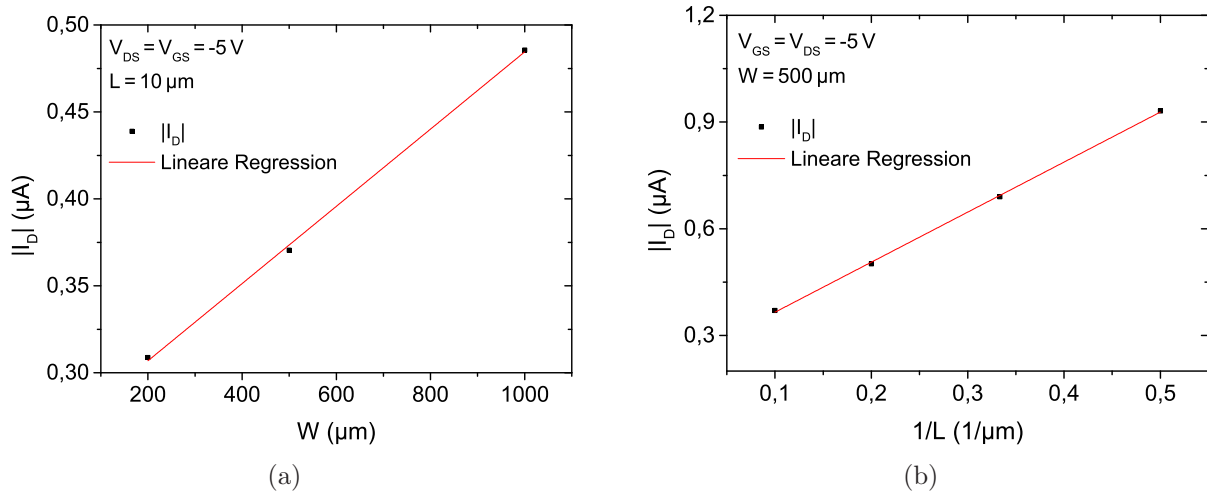 0,50
0,45
0,40
0,35
0,30
|I_D| (µA)
V_DS = V_GS = -5 V
L = 10 µm
|I_D|
Lineare Regression
200 400 600 800 1000
W (µm)
(a)
1,2
0,9
0,6
0,3
|I_D| (µA)
V_GS = V_DS = -5 V
W = 500 µm
|I_D|
Lineare Regression
0,1 0,2 0,3 0,4 0,5
1/L (1/µm)
(b)